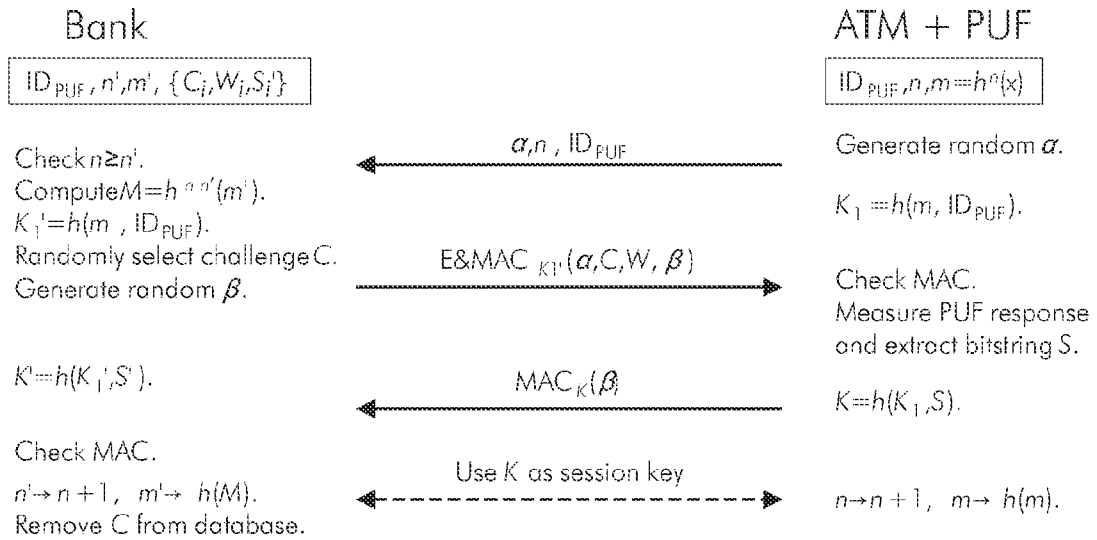 Bank
ATM + PUF
ID_PUF, n',m', {C_i,W_i,S_i'}
ID_PUF,n,m=h^n(x)
Check n≥n'.
Compute M=h^n-n'(m').
K_1'=h(m , ID_PUF).
Randomly select challenge C.
Generate random β.
α,n , ID_PUF
Generate random α.
K_1 =h(m, ID_PUF).
E&MAC_K1'(α,C,W, β)
Check MAC.
Measure PUF response
and extract bitstring S.
K'=h(K_1',S').
MAC_K(β)
K=h(K_1,S).
Check MAC.
n'→ n +1, m'→ h(M).
Remove C from database.
Use K as session key
n→n +1, m→ h(m).